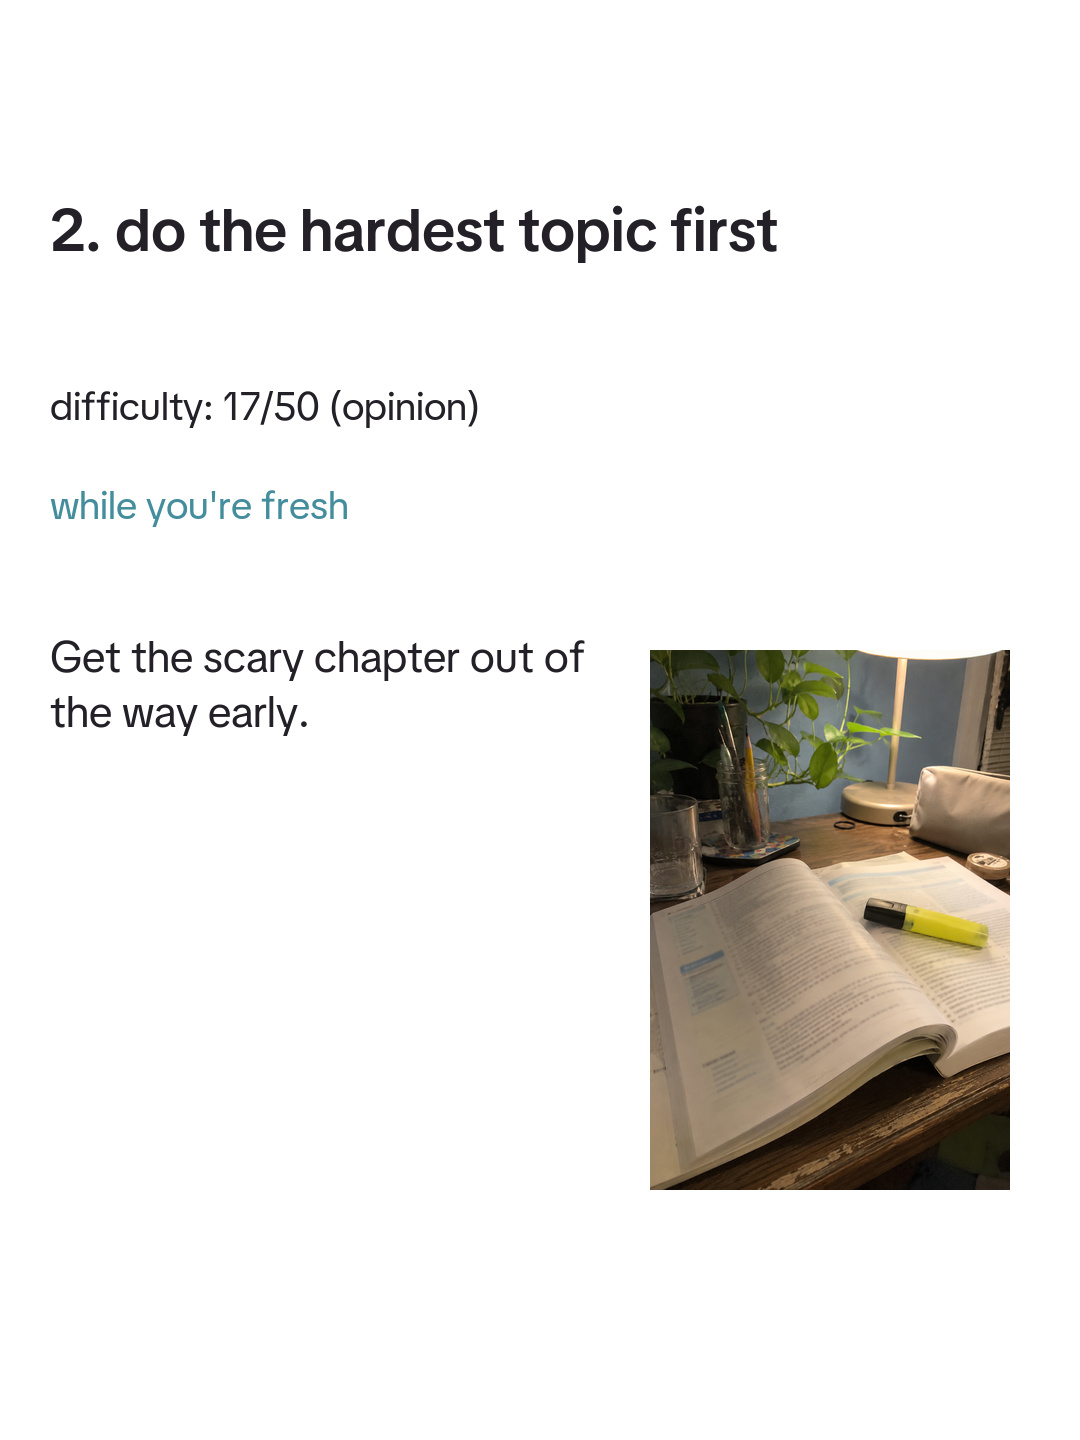 2. do the hardest topic first
difficulty: 17/50 (opinion)
while you're fresh
Get the scary chapter out of
the way early.